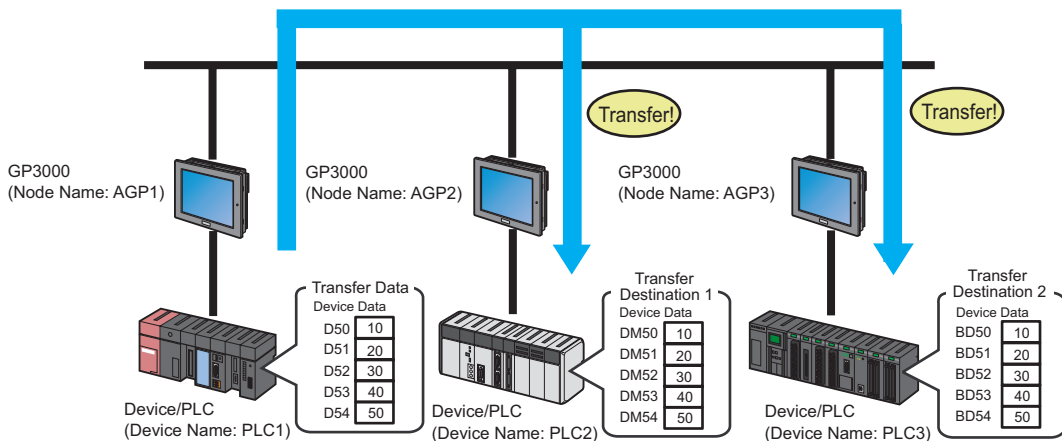 Transfer!
Transfer!
GP3000
(Node Name: AGP1)
GP3000
(Node Name: AGP2)
GP3000
(Node Name: AGP3)
Transfer Data
Device Data
D50 10
D51 20
D52 30
D53 40
D54 50
Device/PLC
(Device Name: PLC1)
Transfer
Destination 1
Device Data
DM50 10
DM51 20
DM52 30
DM53 40
DM54 50
Device/PLC
(Device Name: PLC2)
Transfer
Destination 2
Device Data
BD50 10
BD51 20
BD52 30
BD53 40
BD54 50
Device/PLC
(Device Name: PLC3)